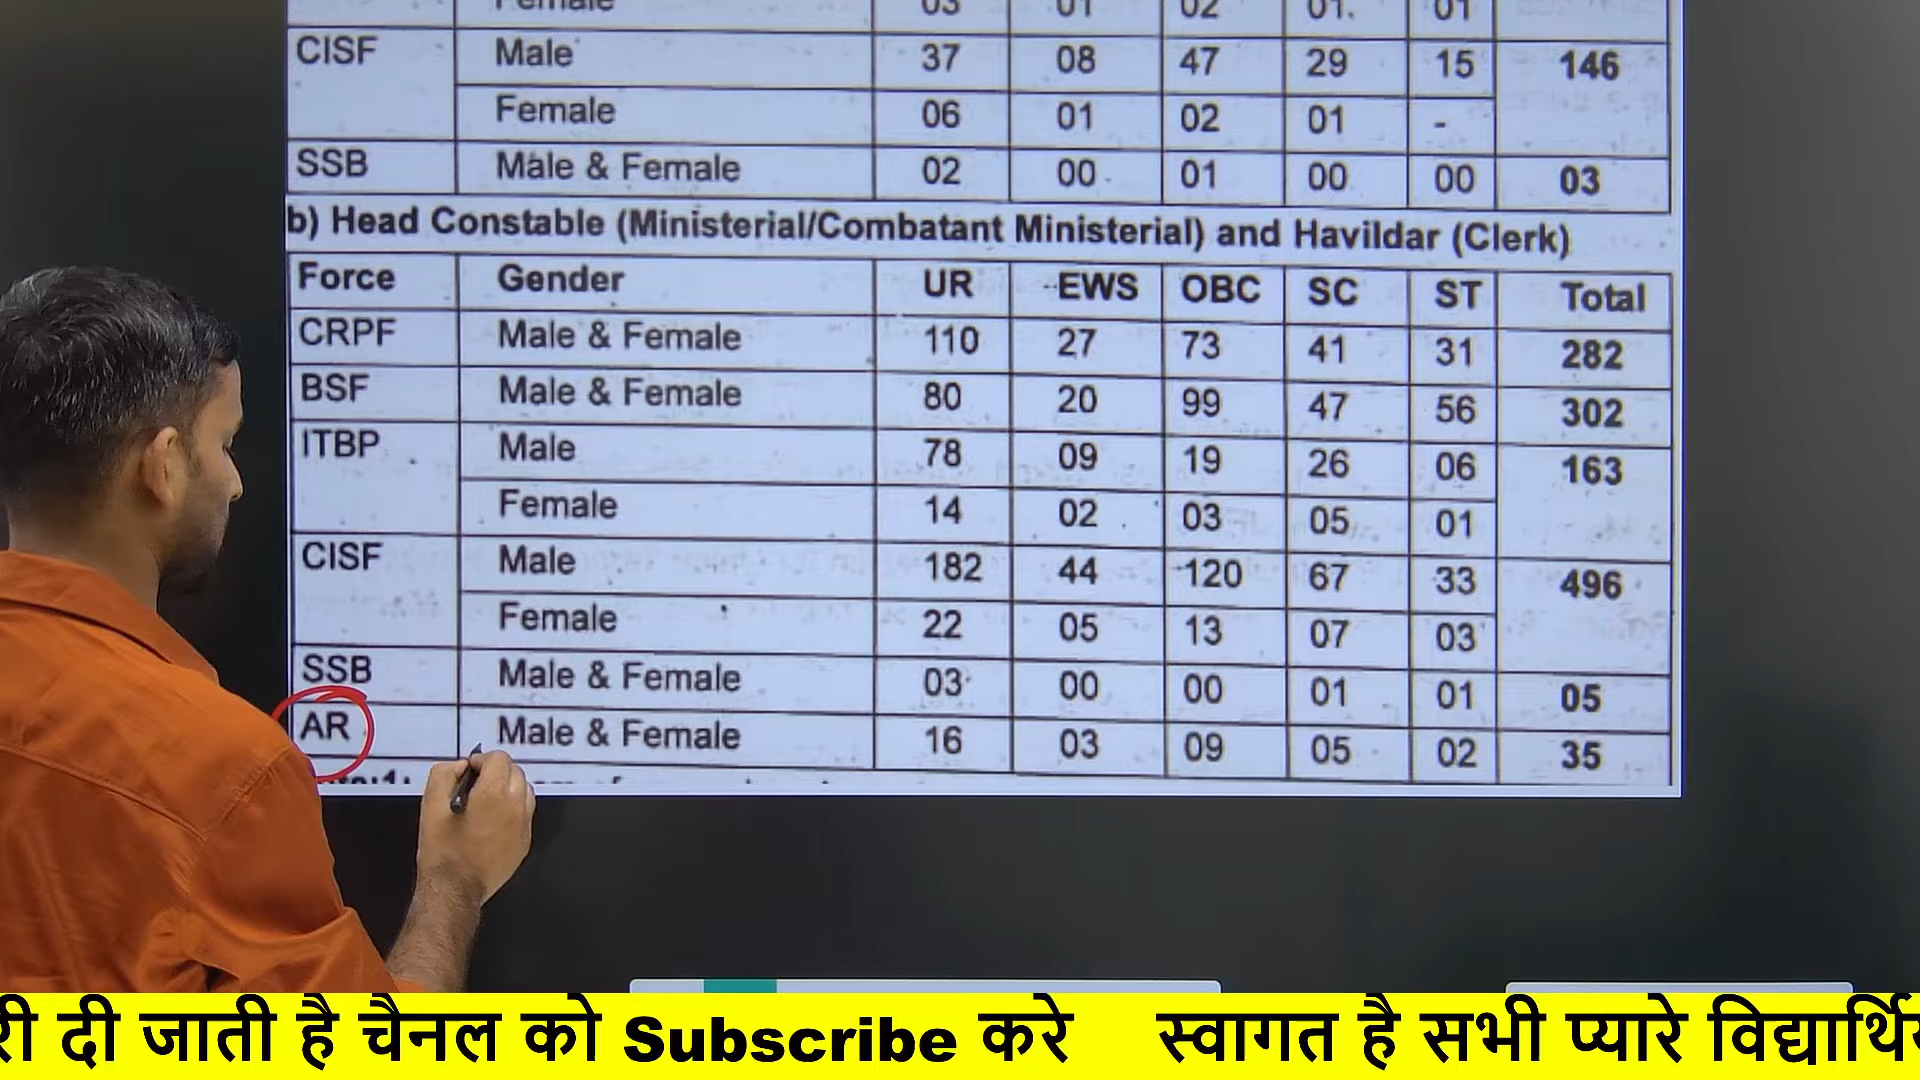 Female 03 01 02 01. 01
CISF Male 37 08 47 29 15 146
Female 06 01 02 01 -
SSB Male & Female 02 00 01 00 00 03
b) Head Constable (Ministerial/Combatant Ministerial) and Havildar (Clerk)
Force Gender UR EWS OBC SC ST Total
CRPF Male & Female 110 27 73 41 31 282
BSF Male & Female 80 20 99 47 56 302
ITBP Male 78 09 19 26 06 163
Female 14 02 03 05 01
CISF Male 182 44 120 67 33 496
Female 22 05 13 07 03
SSB Male & Female 03 00 00 01 01 05
AR Male & Female 16 03 09 05 02 35
दी जाती है चैनल को Subscribe करे स्वागत है सभी प्यारे